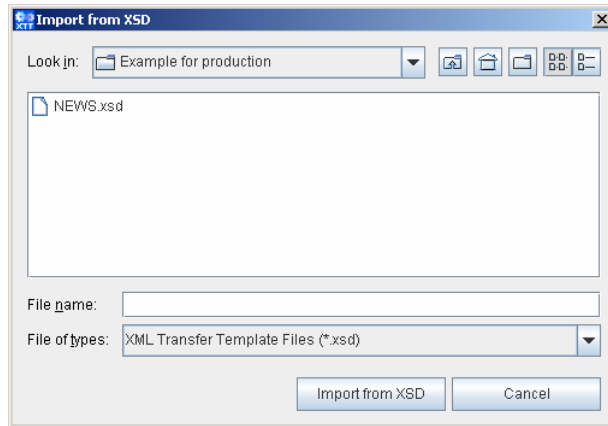 XTT Import from XSD
Look in: Example for production
NEWS.xsd
File name:
File of types: XML Transfer Template Files (*.xsd)
Import from XSD Cancel